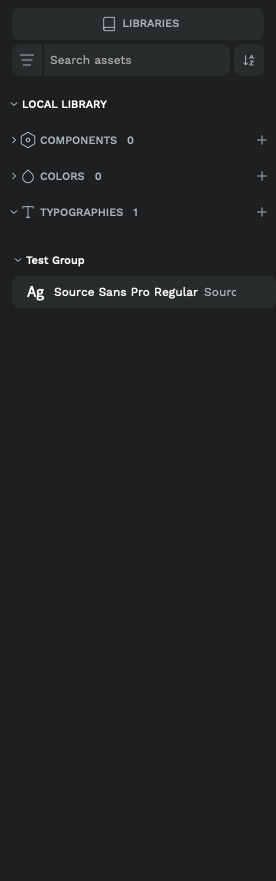 LIBRARIES
Search assets
LOCAL LIBRARY
COMPONENTS 0
COLORS 0
TYPOGRAPHIES 1
Test Group
Ag Source Sans Pro Regular Sourc